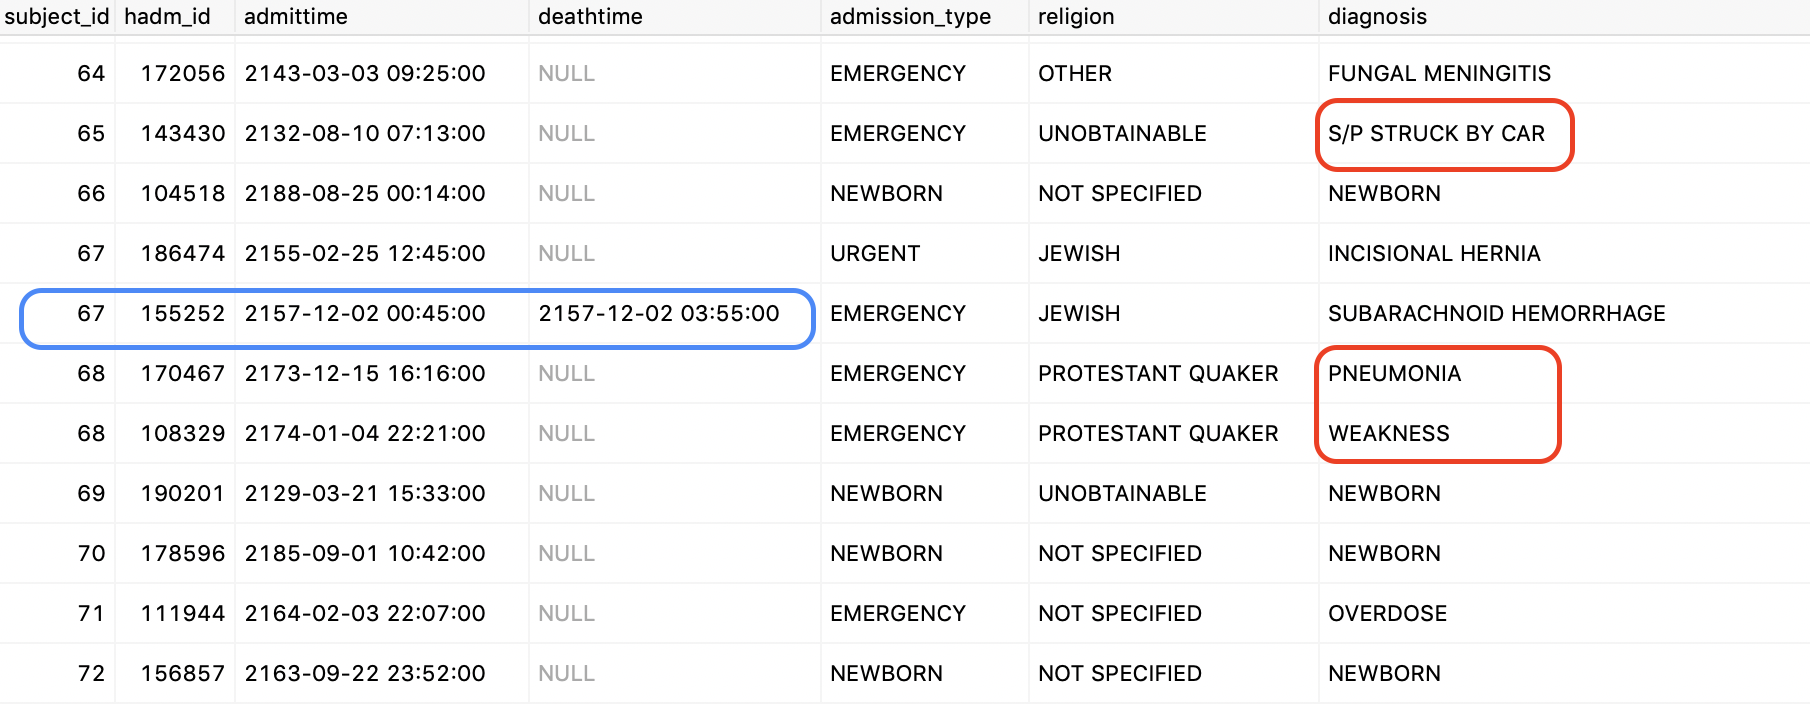 subject_id hadm_id admittime deathtime admission_type religion diagnosis
64 172056 2143-03-03 09:25:00 NULL EMERGENCY OTHER FUNGAL MENINGITIS
65 143430 2132-08-10 07:13:00 NULL EMERGENCY UNOBTAINABLE S/P STRUCK BY CAR
66 104518 2188-08-25 00:14:00 NULL NEWBORN NOT SPECIFIED NEWBORN
67 186474 2155-02-25 12:45:00 NULL URGENT JEWISH INCISIONAL HERNIA
67 155252 2157-12-02 00:45:00 2157-12-02 03:55:00 EMERGENCY JEWISH SUBARACHNOID HEMORRHAGE
68 170467 2173-12-15 16:16:00 NULL EMERGENCY PROTESTANT QUAKER PNEUMONIA
68 108329 2174-01-04 22:21:00 NULL EMERGENCY PROTESTANT QUAKER WEAKNESS
69 190201 2129-03-21 15:33:00 NULL NEWBORN UNOBTAINABLE NEWBORN
70 178596 2185-09-01 10:42:00 NULL NEWBORN NOT SPECIFIED NEWBORN
71 111944 2164-02-03 22:07:00 NULL EMERGENCY NOT SPECIFIED OVERDOSE
72 156857 2163-09-22 23:52:00 NULL NEWBORN NOT SPECIFIED NEWBORN